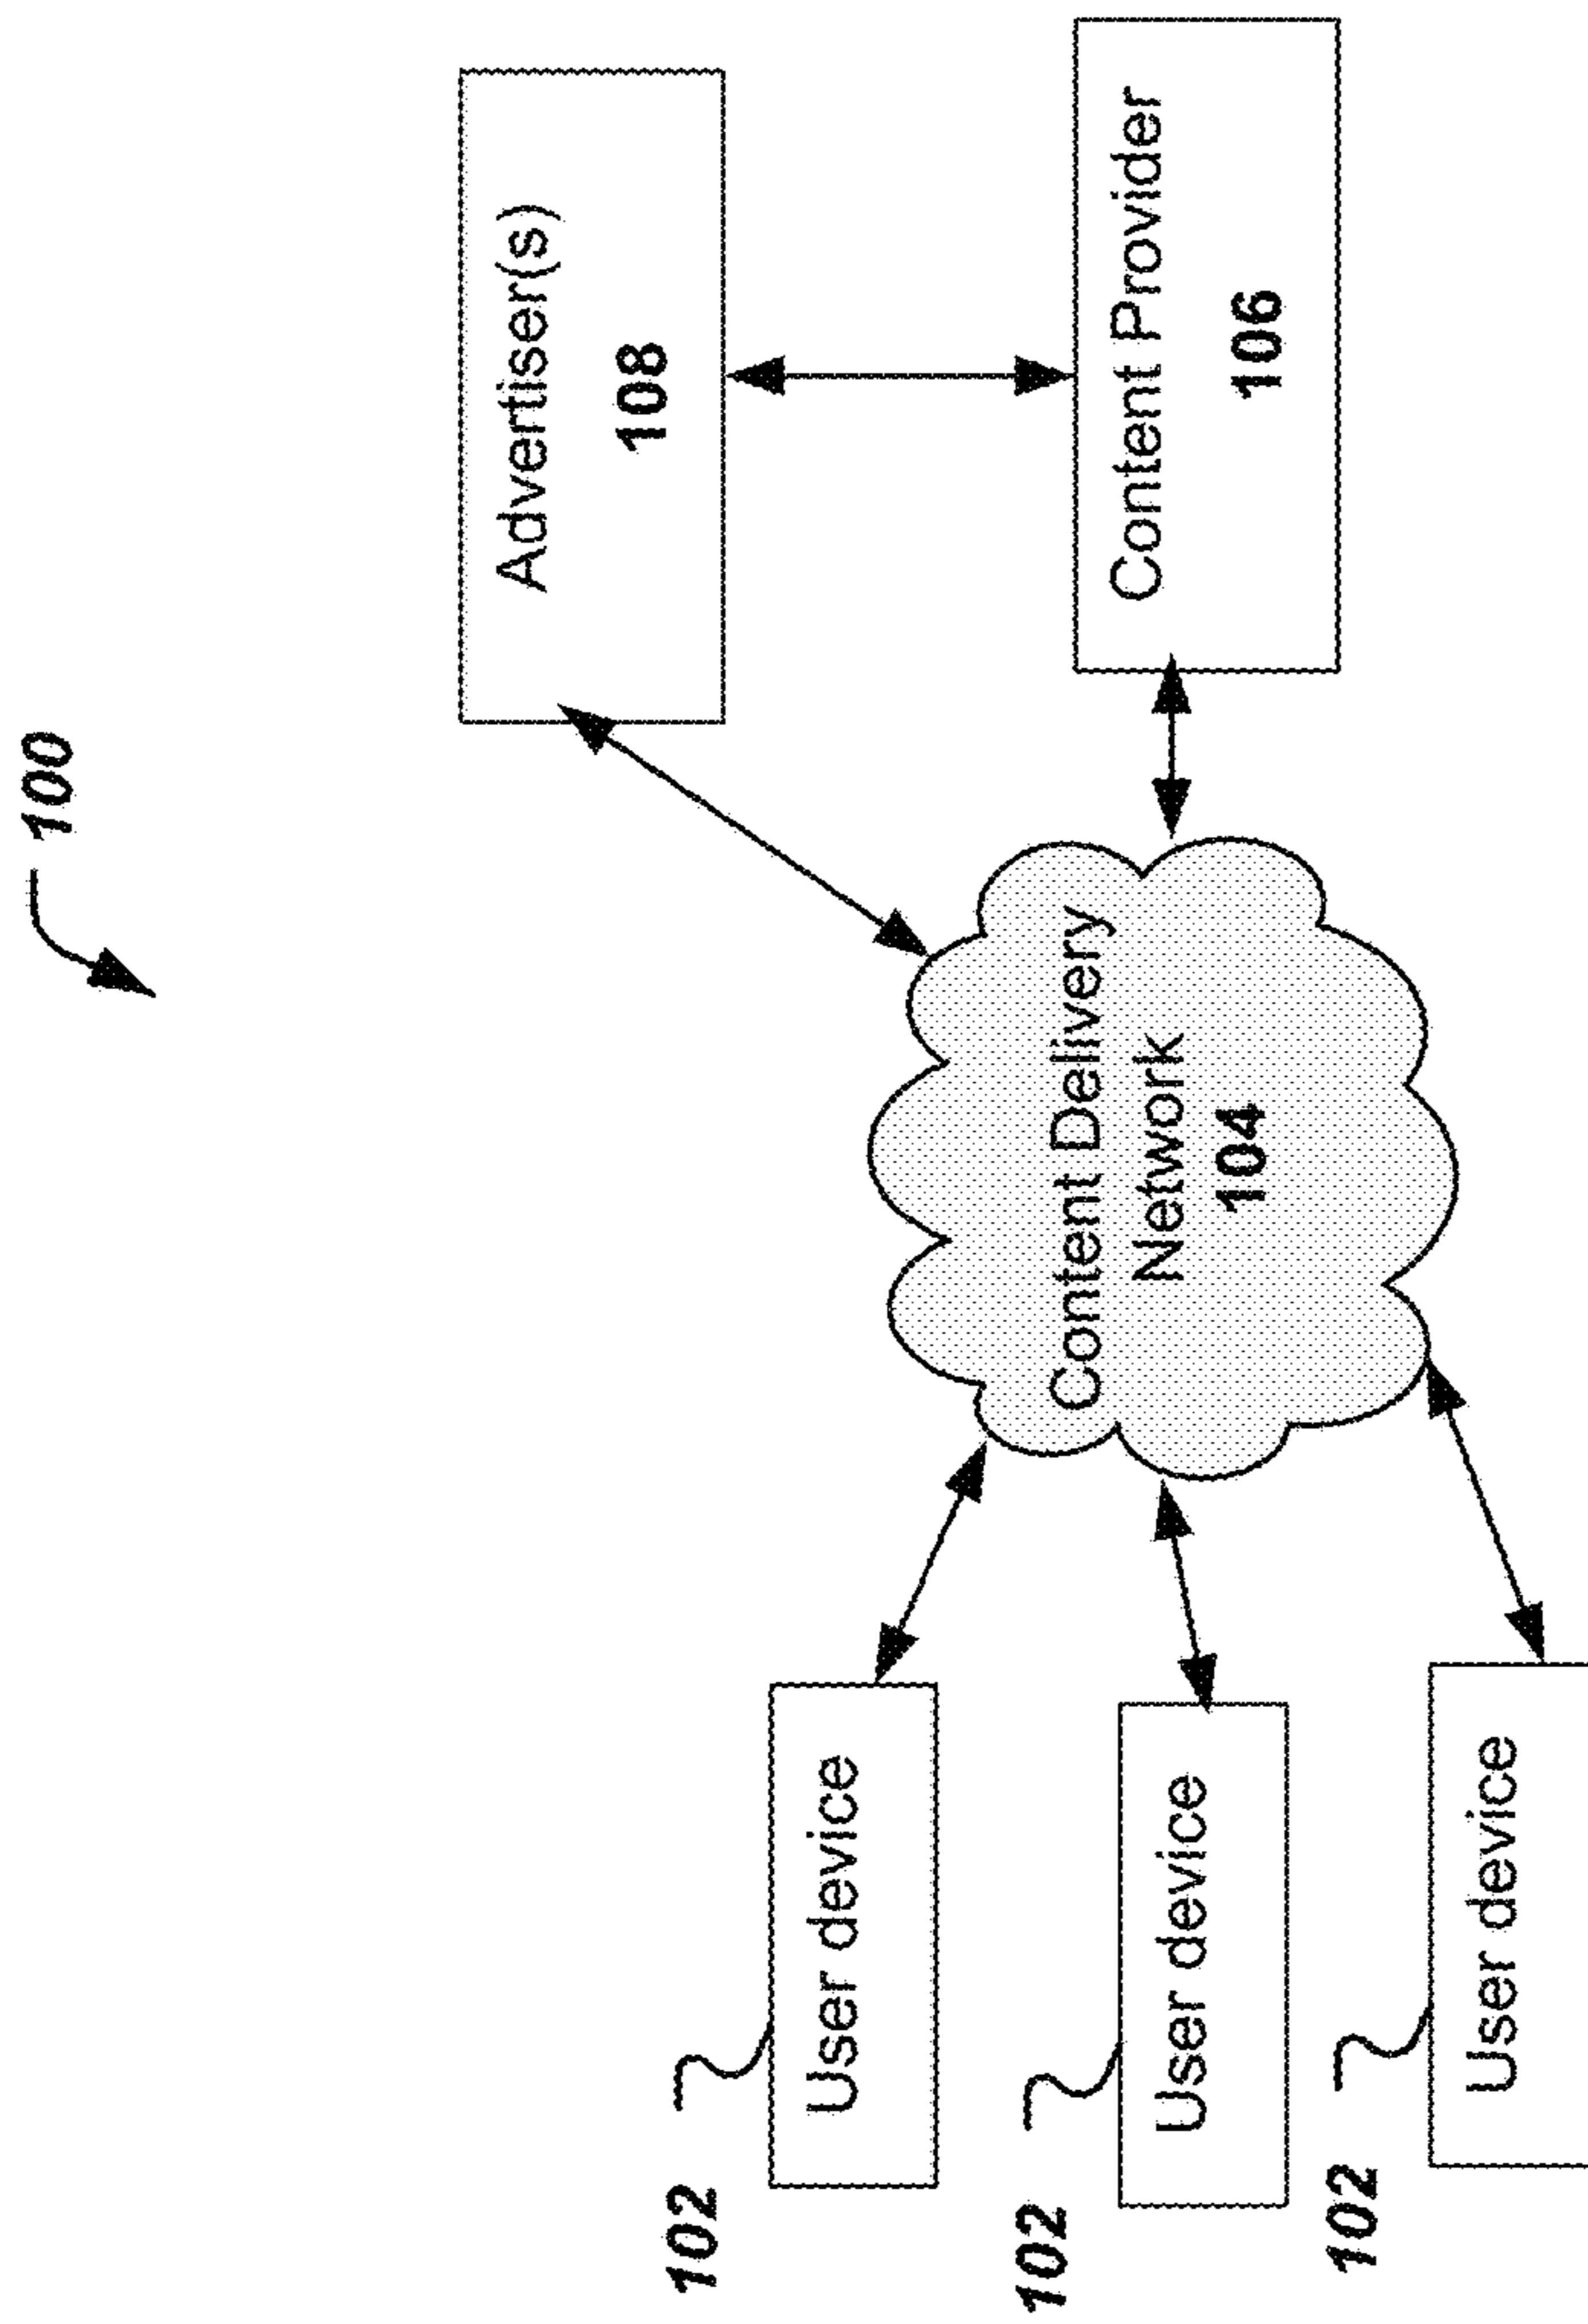 100
Advertiser(s)
108
Content Provider
106
Content Delivery
Network
104
102
User device
102
User device
102
User device